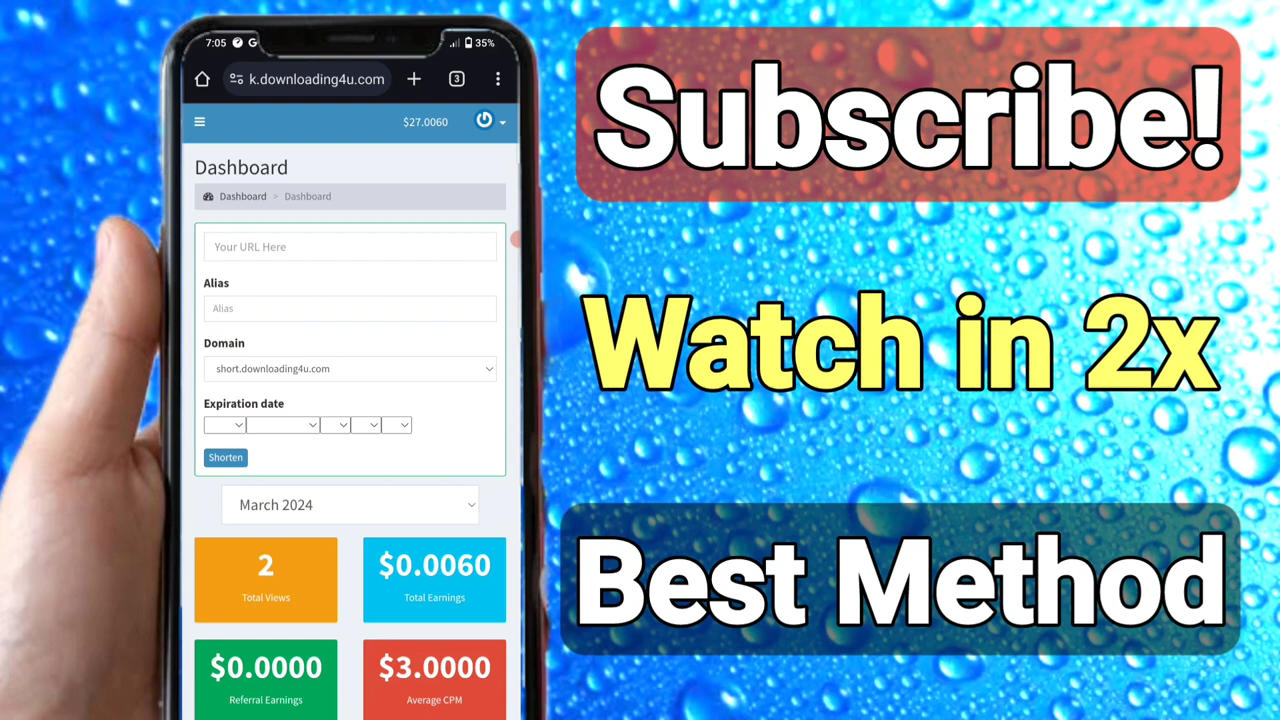 7:05 G 35%
k.downloading4u.com 3
$27.0060
Dashboard
Dashboard > Dashboard
Your URL Here
Alias
Alias
Domain
short.downloading4u.com
Expiration date
Shorten
March 2024
2
Total Views
$0.0060
Total Earnings
$0.0000
Referral Earnings
$3.0000
Average CPM
Subscribe!
Watch in 2x
Best Method